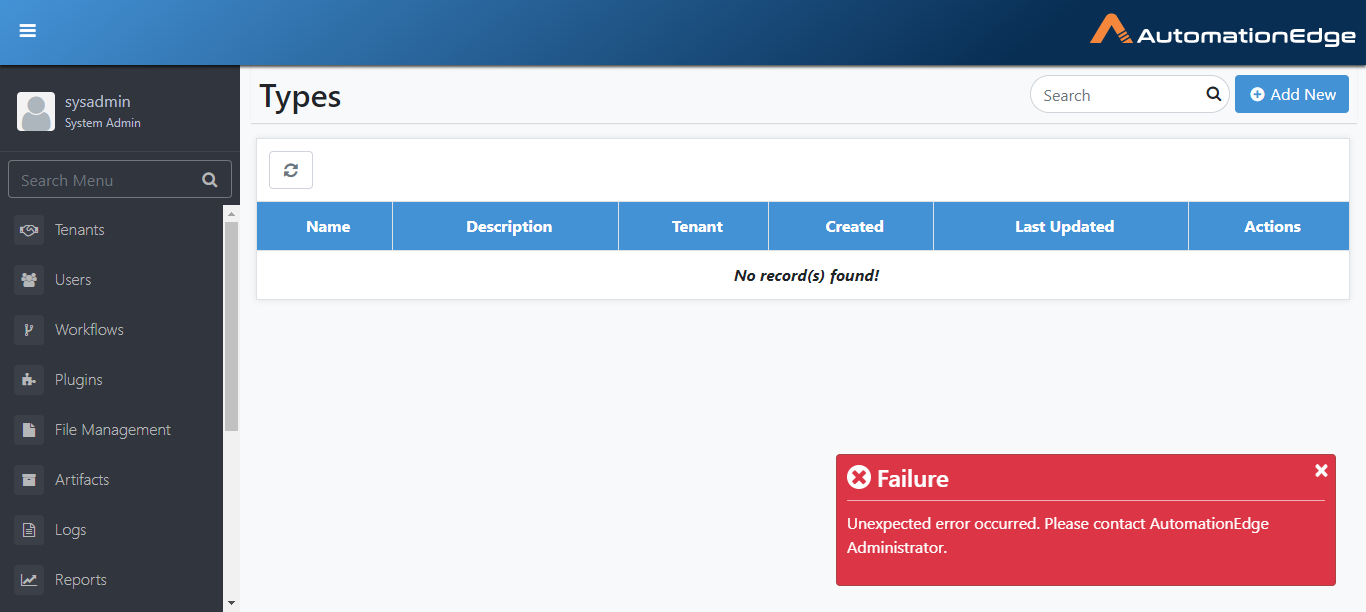 AutomationEdge
sysadmin
System Admin
Search Menu
Tenants
Users
Workflows
Plugins
File Management
Artifacts
Logs
Reports
Types
Search
Add New
Name Description Tenant Created Last Updated Actions
No record(s) found!
Failure
Unexpected error occurred. Please contact AutomationEdge
Administrator.